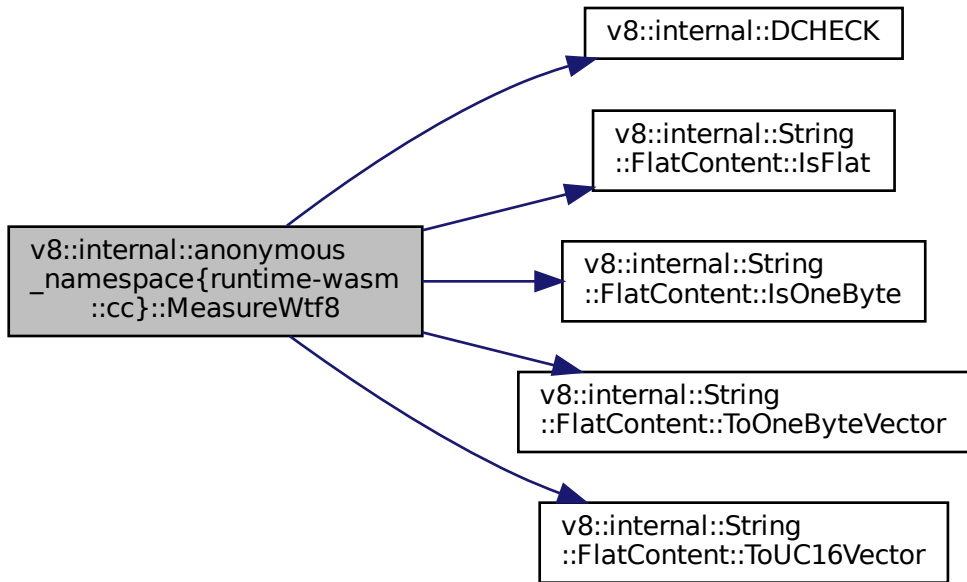 v8::internal::anonymous
_namespace{runtime-wasm
::cc}::MeasureWtf8
v8::internal::DCHECK
v8::internal::String
::FlatContent::IsFlat
v8::internal::String
::FlatContent::IsOneByte
v8::internal::String
::FlatContent::ToOneByteVector
v8::internal::String
::FlatContent::ToUC16Vector